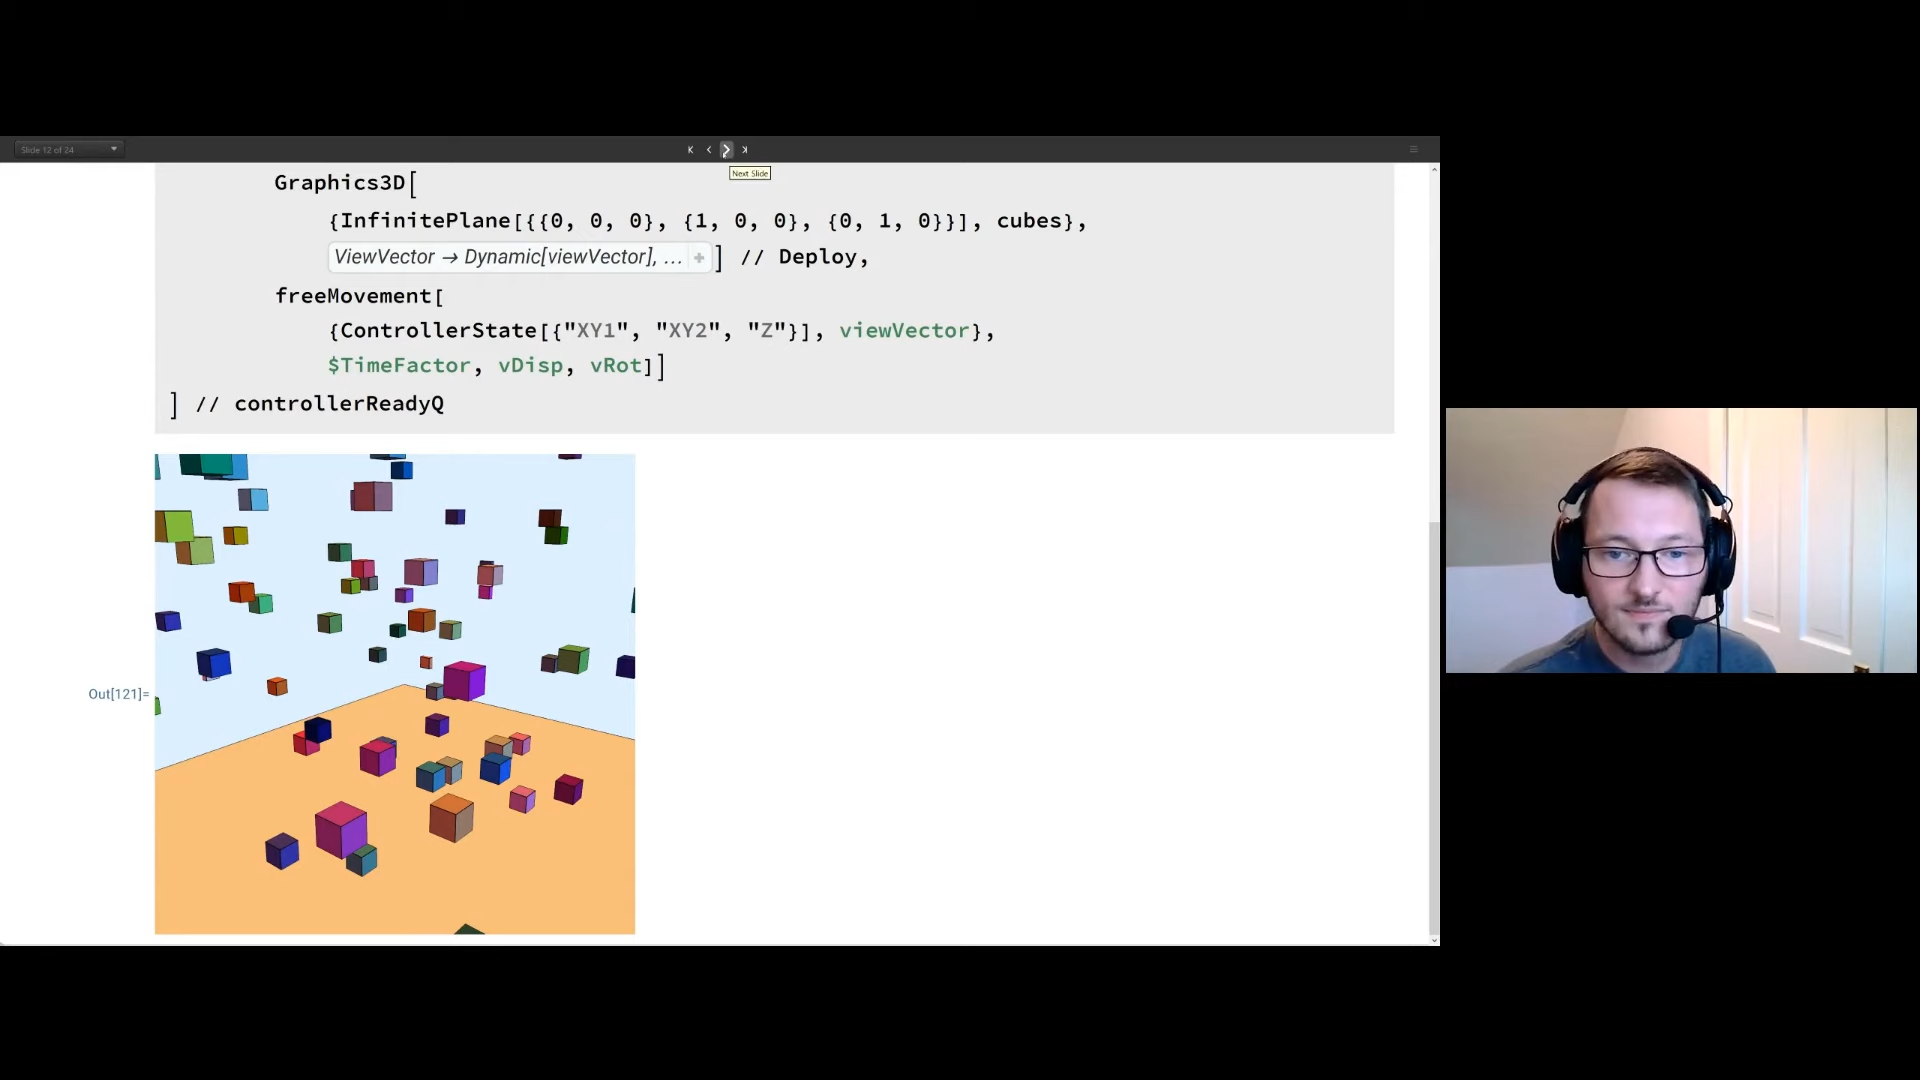 Slide 12 of 24
Next Slide
Graphics3D[
{InfinitePlane[{{0, 0, 0}, {1, 0, 0}, {0, 1, 0}}], cubes},
ViewVector → Dynamic[viewVector], ... ] // Deploy,
freeMovement[
{ControllerState[{"XY1", "XY2", "Z"}], viewVector},
$TimeFactor, vDisp, vRot]]
] // controllerReadyQ
Out[121]=